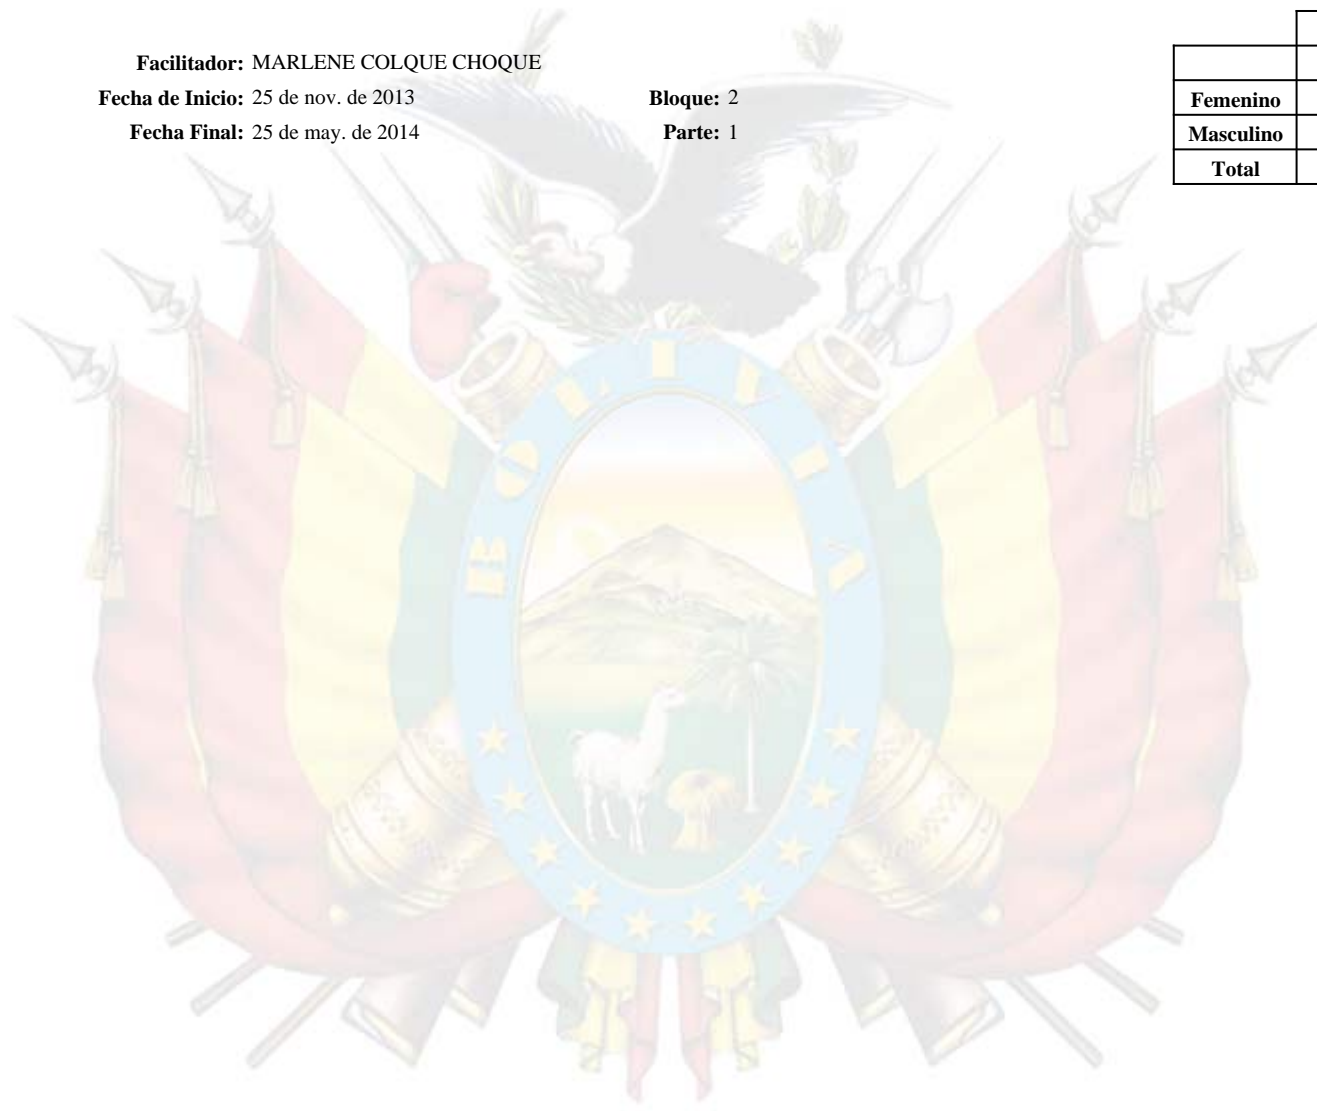 Facilitador: MARLENE COLQUE CHOQUE
Fecha de Inicio: 25 de nov. de 2013 Bloque: 2
Fecha Final: 25 de may. de 2014 Parte: 1
Femenino
Masculino
Total
BOLIVIA